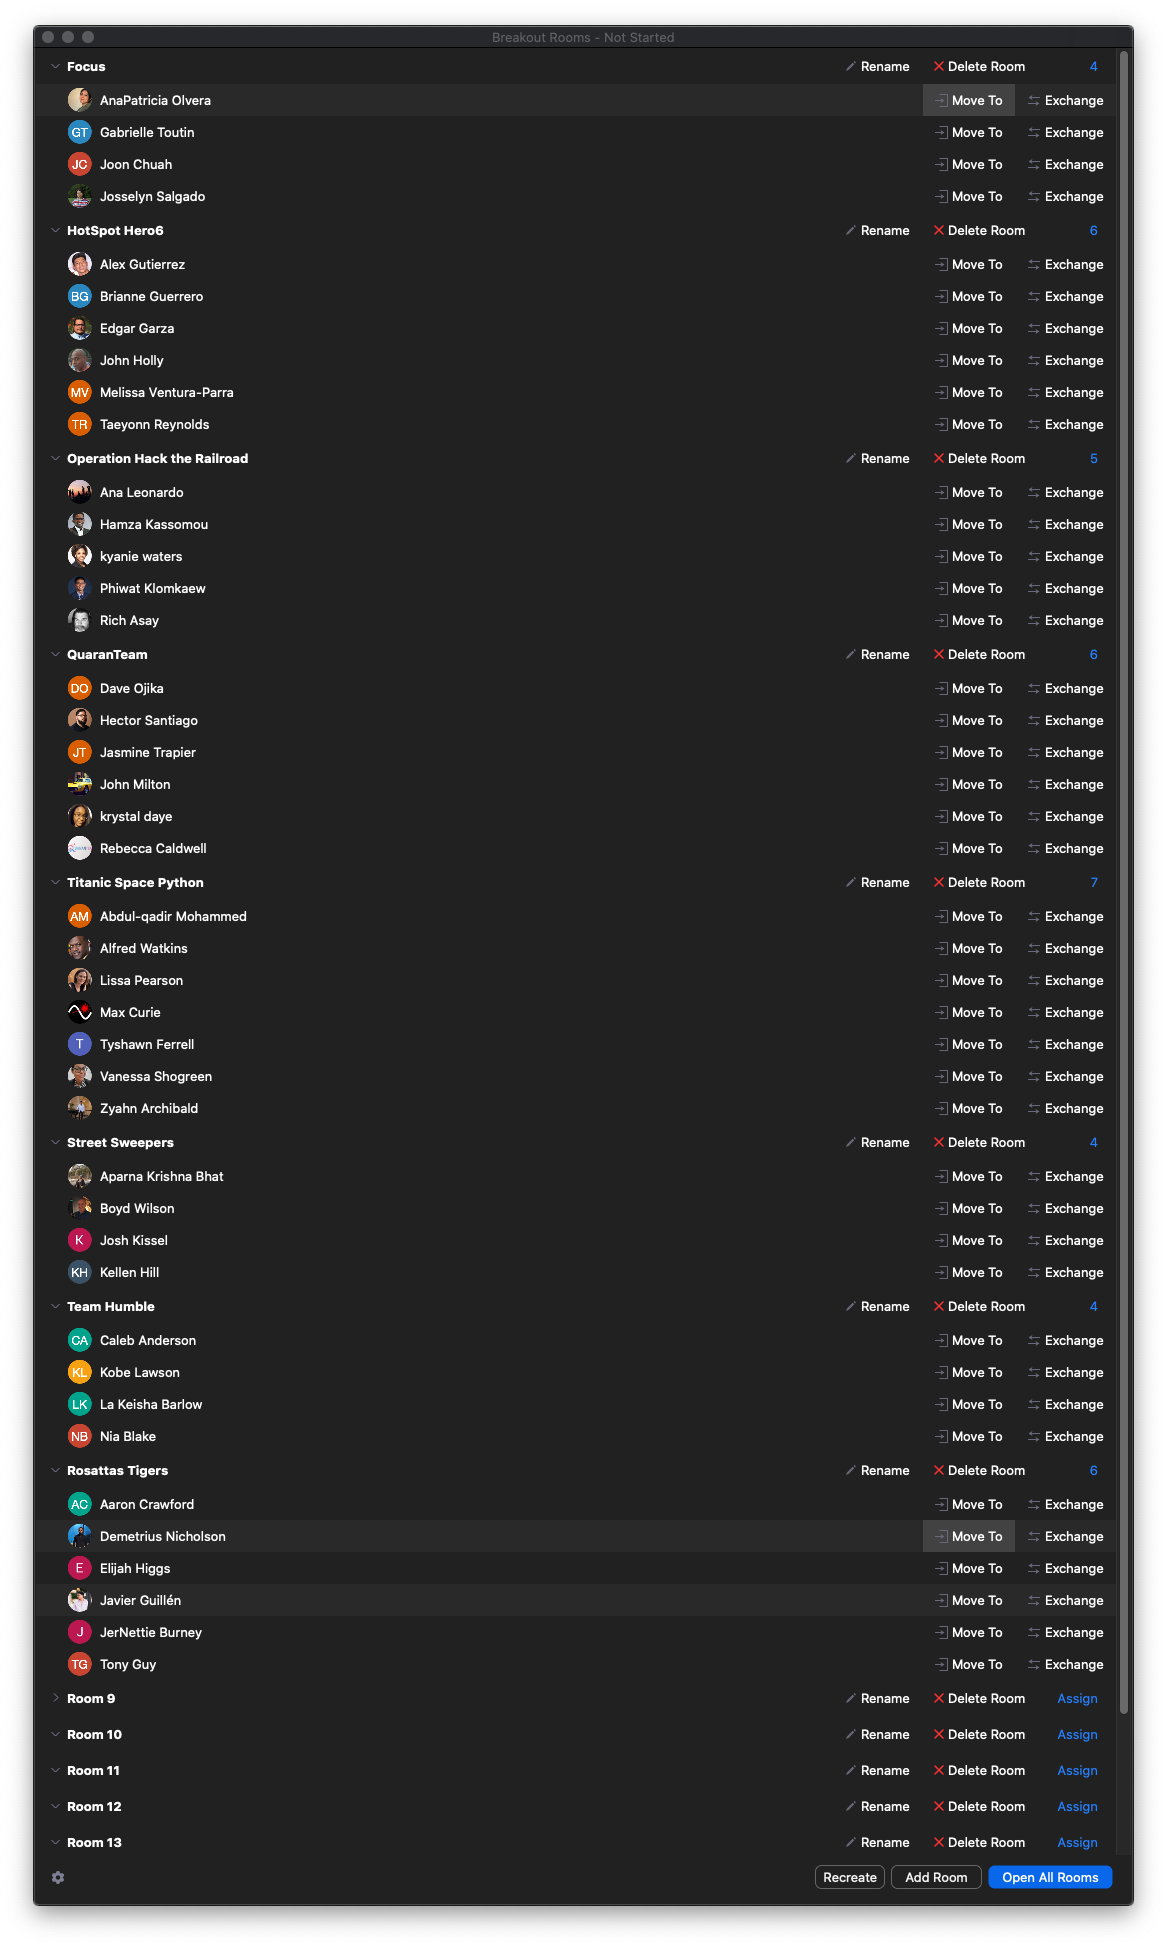 Breakout Rooms - Not Started
Focus Rename Delete Room 4
AnaPatricia Olvera Move To Exchange
GT Gabrielle Toutin Move To Exchange
JC Joon Chuah Move To Exchange
Josselyn Salgado Move To Exchange
HotSpot Hero6 Rename Delete Room 6
Alex Gutierrez Move To Exchange
BG Brianne Guerrero Move To Exchange
Edgar Garza Move To Exchange
John Holly Move To Exchange
MV Melissa Ventura-Parra Move To Exchange
TR Taeyonn Reynolds Move To Exchange
Operation Hack the Railroad Rename Delete Room 5
Ana Leonardo Move To Exchange
Hamza Kassomou Move To Exchange
kyanie waters Move To Exchange
Phiwat Klomkaew Move To Exchange
Rich Asay Move To Exchange
QuaranTeam Rename Delete Room 6
DO Dave Ojika Move To Exchange
Hector Santiago Move To Exchange
JT Jasmine Trapier Move To Exchange
John Milton Move To Exchange
krystal daye Move To Exchange
Rebecca Caldwell Move To Exchange
Titanic Space Python Rename Delete Room 7
AM Abdul-qadir Mohammed Move To Exchange
Alfred Watkins Move To Exchange
Lissa Pearson Move To Exchange
Max Curie Move To Exchange
T Tyshawn Ferrell Move To Exchange
Vanessa Shogreen Move To Exchange
Zyahn Archibald Move To Exchange
Street Sweepers Rename Delete Room 4
Aparna Krishna Bhat Move To Exchange
Boyd Wilson Move To Exchange
K Josh Kissel Move To Exchange
KH Kellen Hill Move To Exchange
Team Humble Rename Delete Room 4
CA Caleb Anderson Move To Exchange
KL Kobe Lawson Move To Exchange
LK La Keisha Barlow Move To Exchange
NB Nia Blake Move To Exchange
Rosattas Tigers Rename Delete Room 6
AC Aaron Crawford Move To Exchange
Demetrius Nicholson Move To Exchange
E Elijah Higgs Move To Exchange
Javier Guillén Move To Exchange
J JerNettie Burney Move To Exchange
TG Tony Guy Move To Exchange
Room 9 Rename Delete Room Assign
Room 10 Rename Delete Room Assign
Room 11 Rename Delete Room Assign
Room 12 Rename Delete Room Assign
Room 13 Rename Delete Room Assign
Recreate Add Room Open All Rooms